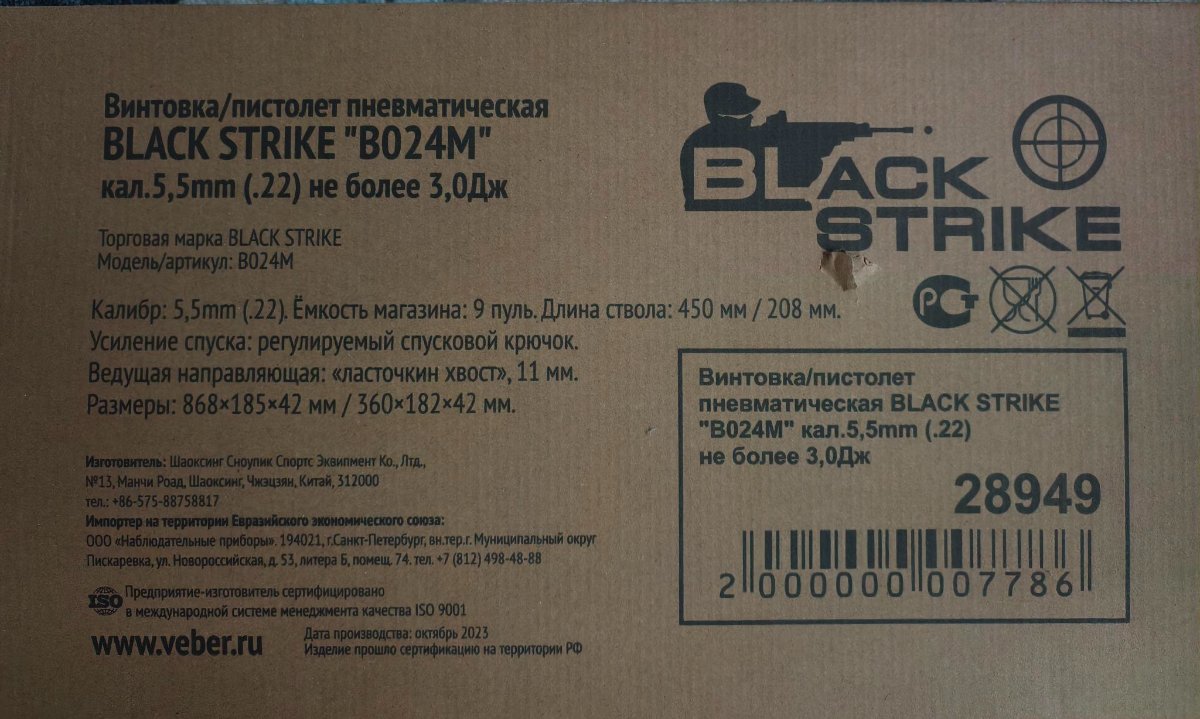 Винтовка/пистолет пневматическая
BLACK STRIKE "B024M"
кал.5,5mm (.22) не более 3,0Дж
Торговая марка BLACK STRIKE
Модель/артикул: B024M
Калибр: 5,5mm (.22). Ёмкость магазина: 9 пуль. Длина ствола: 450 мм / 208 мм.
Усиление спуска: регулируемый спусковой крючок.
Ведущая направляющая: «ласточкин хвост», 11 мм.
Размеры: 868×185×42 мм / 360×182×42 мм.
Изготовитель: Шаоксинг Сноупик Спортс Эквипмент Ко., Лтд.,
№13, Манчи Роад, Шаоксинг, Чжэцзян, Китай, 312000
тел.: +86-575-88758817
Импортер на территории Евразийского экономического союза:
ООО «Наблюдательные приборы». 194021, г.Санкт-Петербург, вн.тер.г. Муниципальный округ
Пискаревка, ул. Новороссийская, д. 53, литера Б, помещ. 74. тел. +7 (812) 498-48-88
ISO
Предприятие-изготовитель сертифицировано
в международной системе менеджмента качества ISO 9001
www.veber.ru
Дата производства: октябрь 2023
Изделие прошло сертификацию на территории РФ
BLACK
STRIKE
РСТ
Винтовка/пистолет
пневматическая BLACK STRIKE
"B024M" кал.5,5mm (.22)
не более 3,0Дж
28949
2 000000 007786